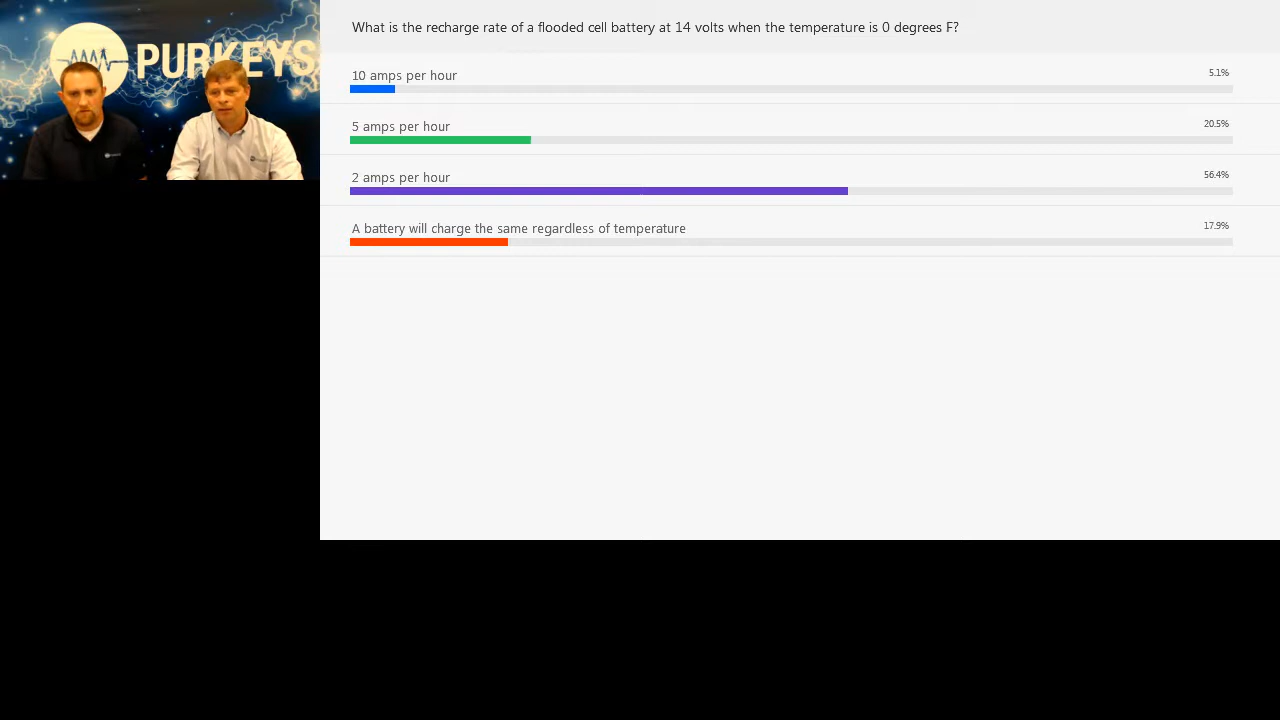 PURKEYS
What is the recharge rate of a flooded cell battery at 14 volts when the temperature is 0 degrees F?
10 amps per hour
5.1%
5 amps per hour
20.5%
2 amps per hour
56.4%
A battery will charge the same regardless of temperature
17.9%